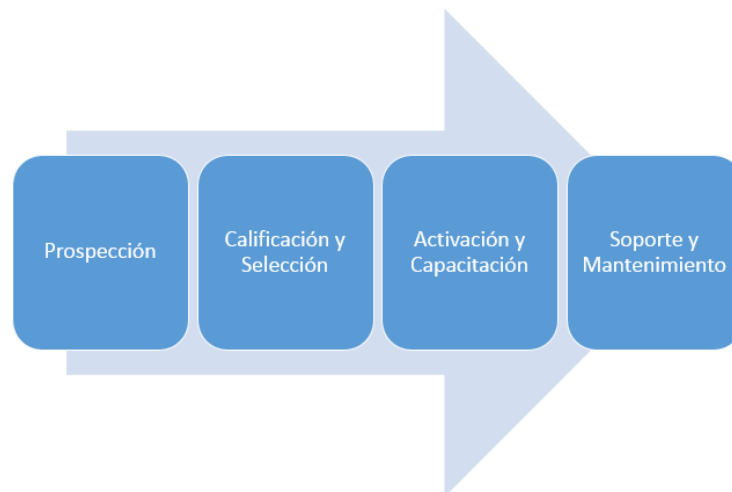 Prospección
Calificación y
Selección
Activación y
Capacitación
Soporte y
Mantenimiento